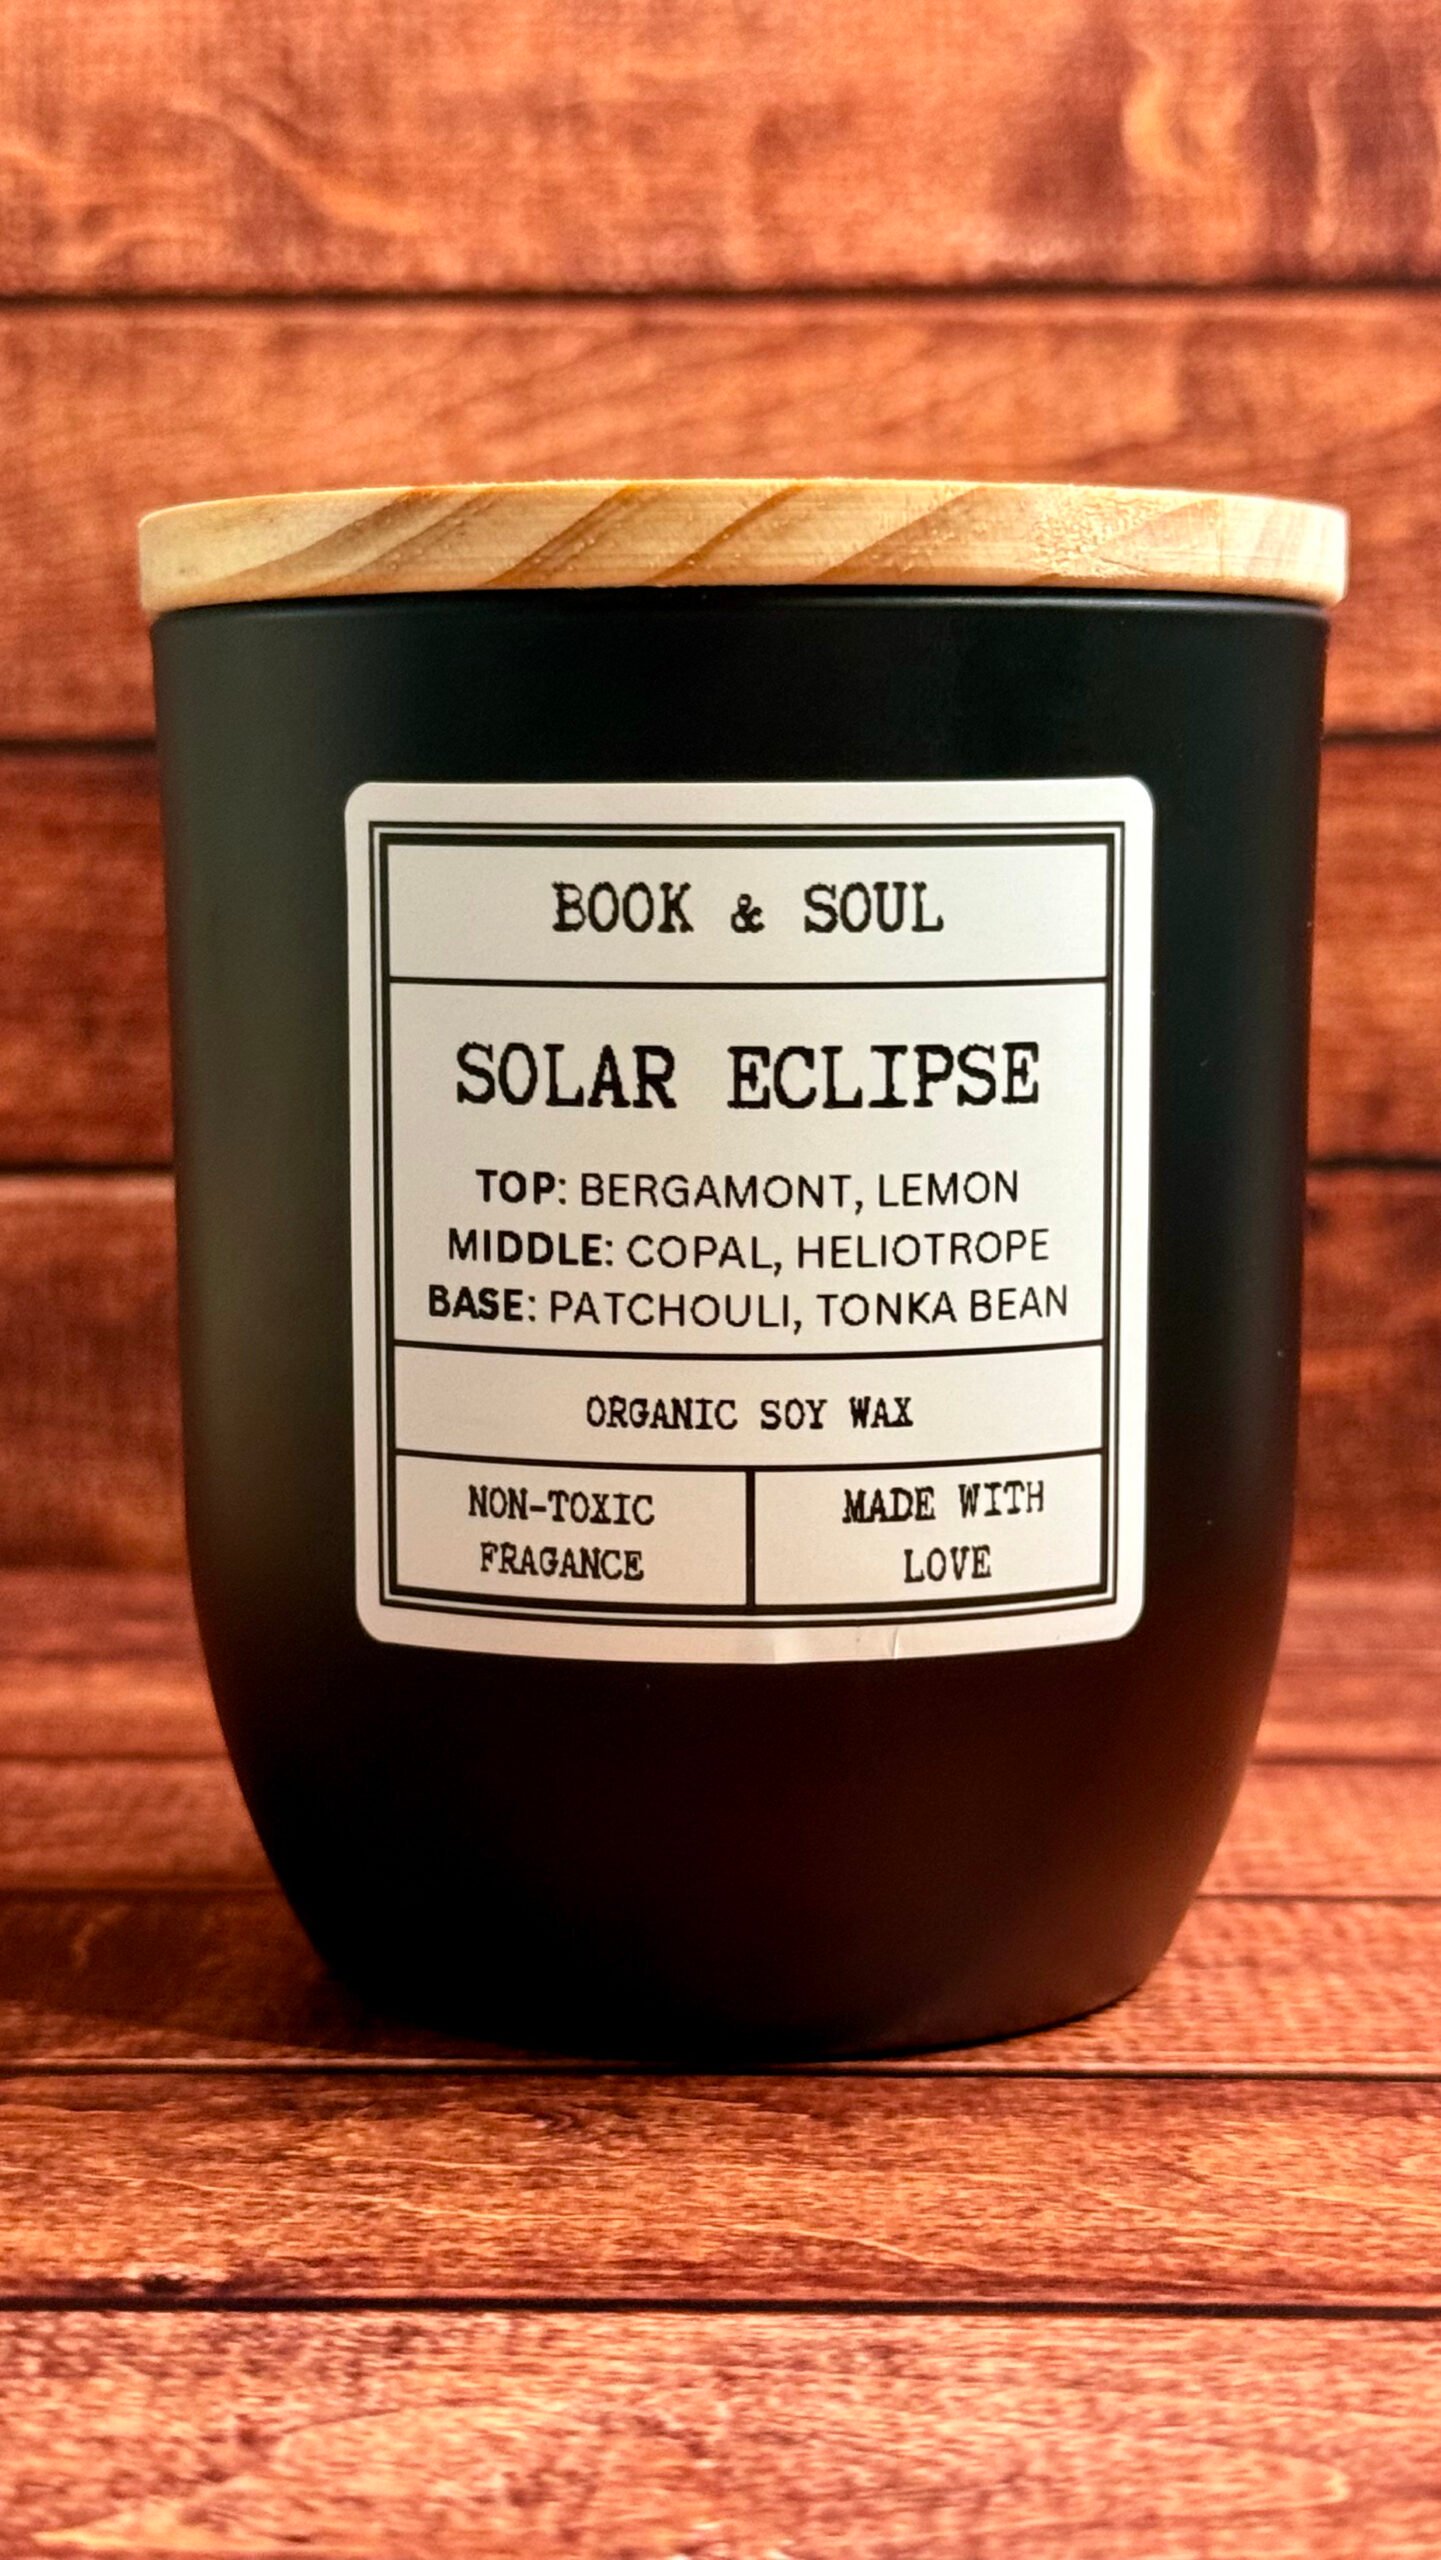 BOOK & SOUL
SOLAR ECLIPSE
TOP: BERGAMONT, LEMON
MIDDLE: COPAL, HELIOTROPE
BASE: PATCHOULI, TONKA BEAN
ORGANIC SOY WAX
NON-TOXIC
FRAGANCE
MADE WITH
LOVE